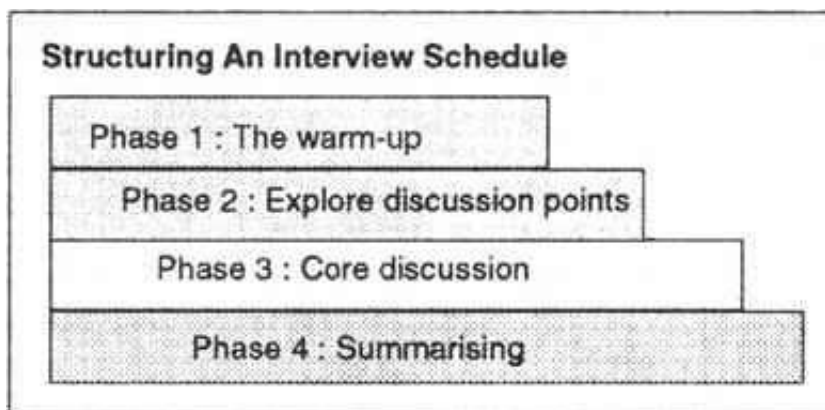 Structuring An Interview Schedule
Phase 1 : The warm-up
Phase 2 : Explore discussion points
Phase 3 : Core discussion
Phase 4 : Summarising